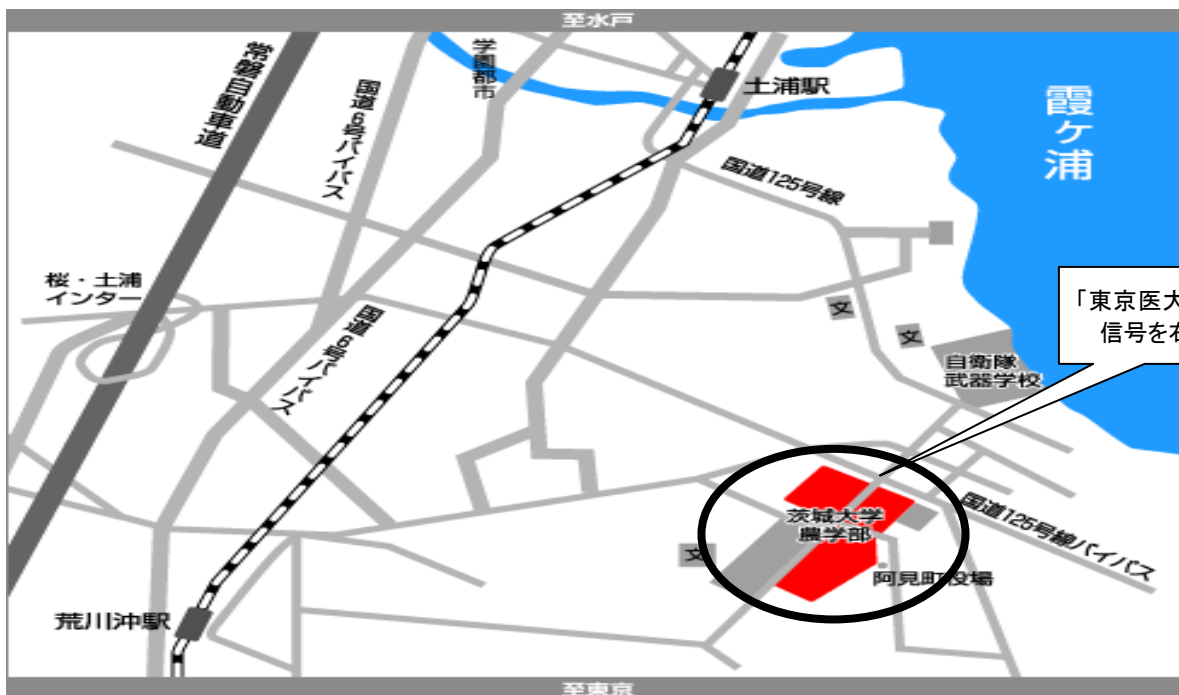 至水戸
常磐自動車道
国道6号バイパス
学園都市
土浦駅
霞ヶ浦
国道125号線
桜・土浦
インター
国道6号バイパス
文
文
自衛隊
武器学校
「東京医大
信号を右
茨城大学
農学部
国道125号線バイパス
文
阿見町役場
荒川沖駅
至東京